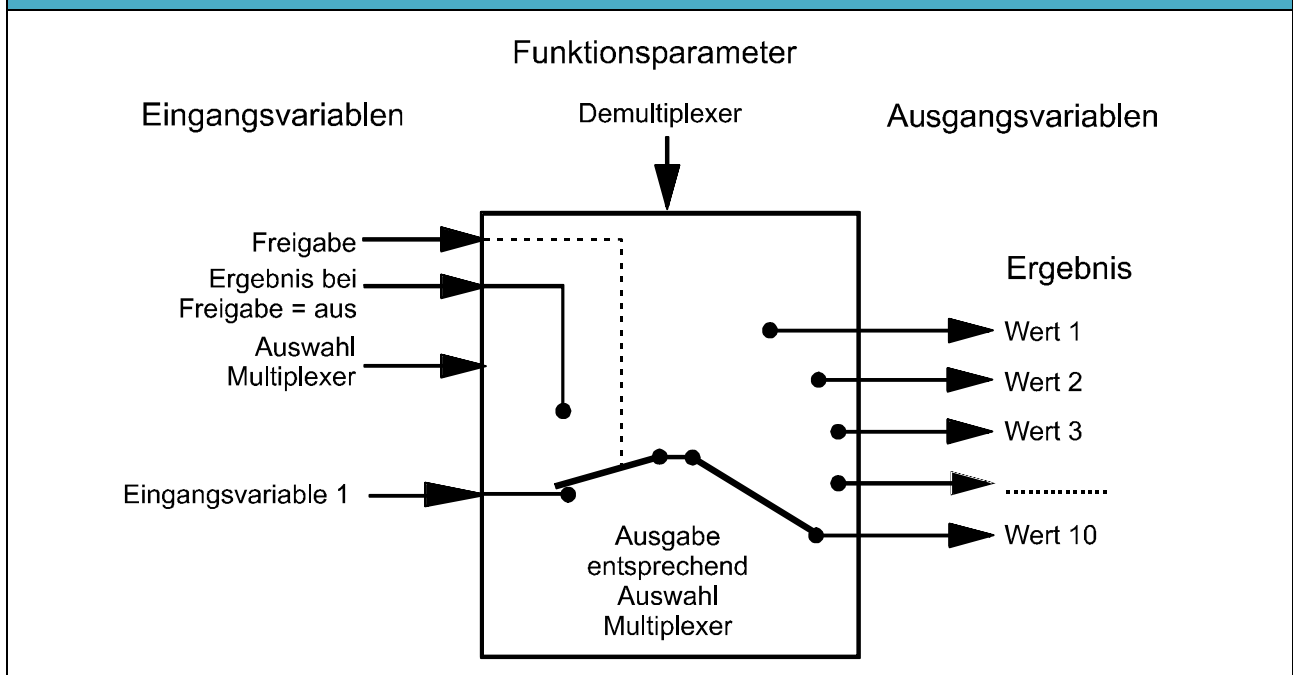 Funktionsparameter
Eingangsvariablen
Demultiplexer
Ausgangsvariablen
Freigabe
Ergebnis bei
Freigabe = aus
Auswahl
Multiplexer
Eingangsvariable 1
Ausgabe
entsprechend
Auswahl
Multiplexer
Ergebnis
Wert 1
Wert 2
Wert 3
..............
Wert 10